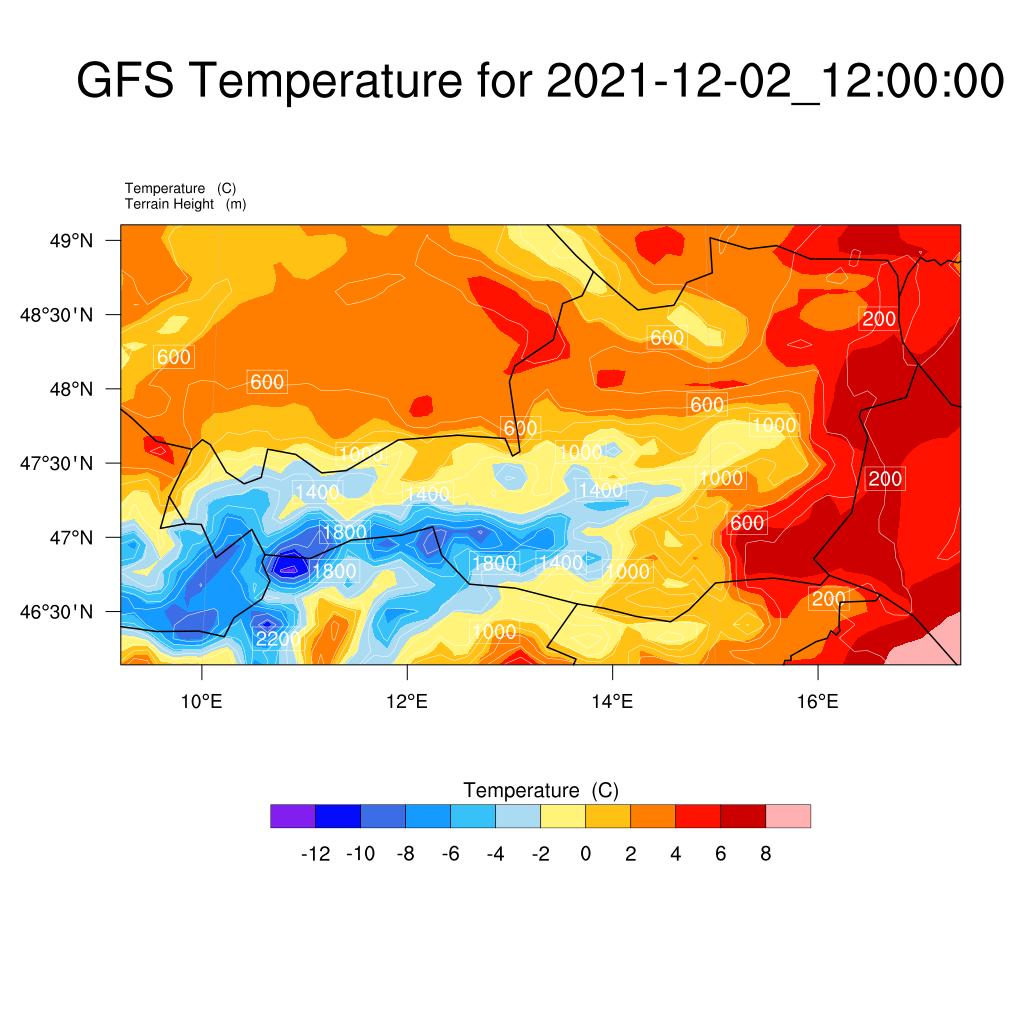 GFS Temperature for 2021-12-02_12:00:00
Temperature (C)
Terrain Height (m)
49°N
48°30'N
48°N
47°30'N
47°N
46°30'N
200
600
600
600
600
600
1000
1000
1000
1000
1400
1400
1400
200
600
1800
1800
1400
1800
1000
200
2200
1000
10°E
12°E
14°E
16°E
Temperature (C)
-12 -10 -8 -6 -4 -2 0 2 4 6 8